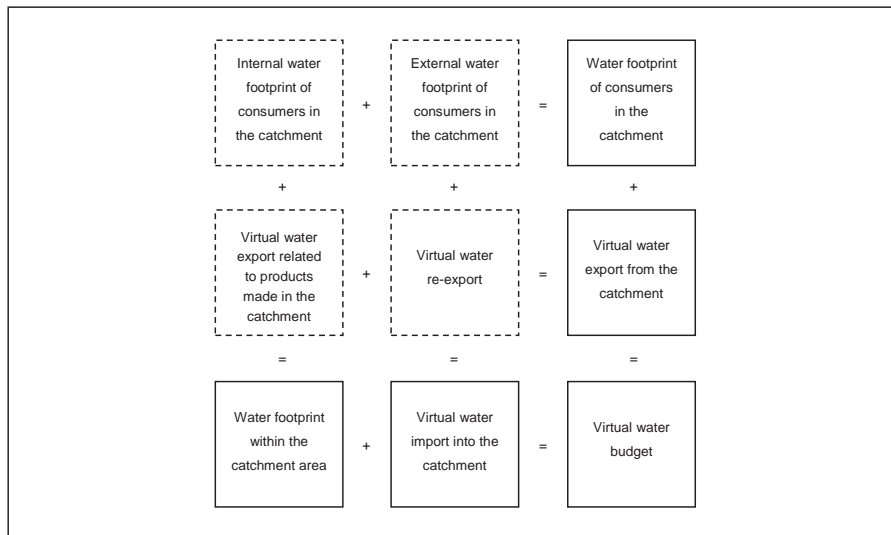 Internal water
footprint of
consumers in
the catchment
+
External water
footprint of
consumers in
the catchment
=
Water footprint
of consumers
in the
catchment
+
+
+
Virtual water
export related
to products
made in the
catchment
+
Virtual water
re-export
=
Virtual water
export from the
catchment
=
=
=
Water footprint
within the
catchment area
+
Virtual water
import into the
catchment
=
Virtual water
budget